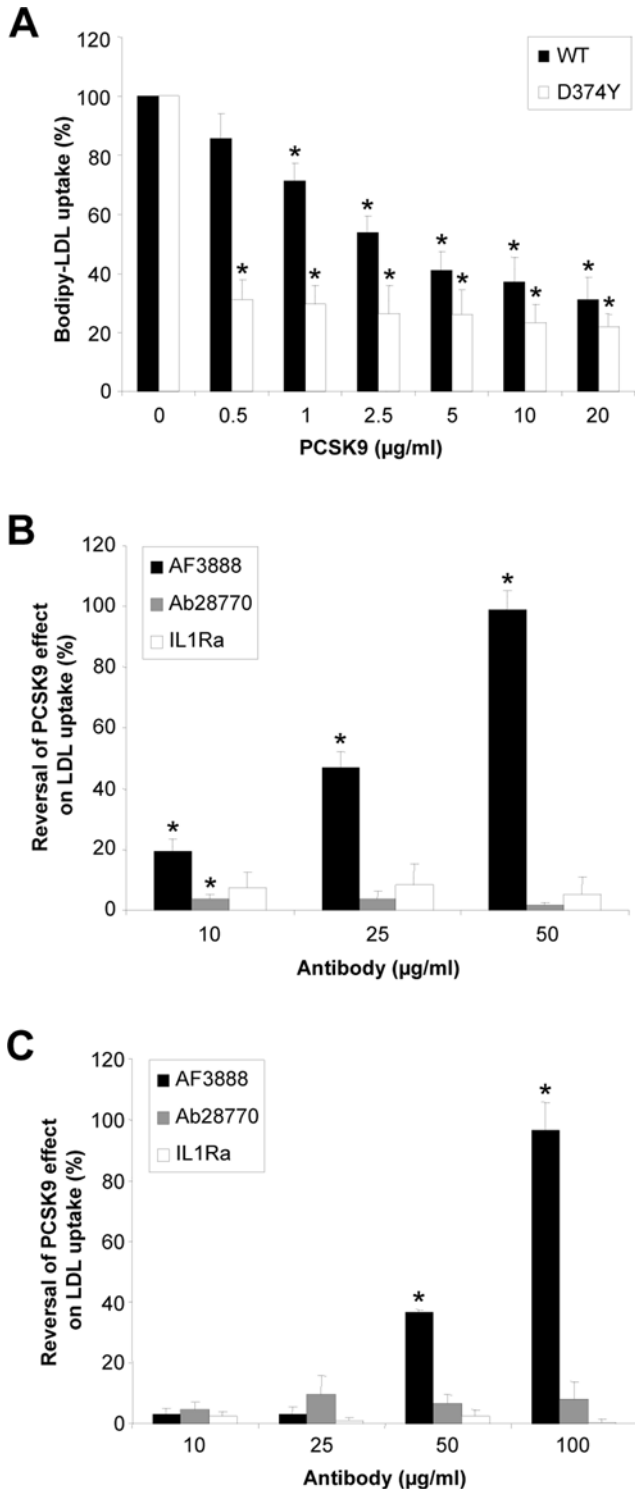 A
120
100
80
60
40
20
0
Bodipy-LDL uptake (%)
WT
D374Y
*
*
*
*
*
*
*
*
*
*
*
0 0.5 1 2.5 5 10 20
PCSK9 (µg/ml)
B
120
100
80
60
40
20
0
Reversal of PCSK9 effect
on LDL uptake (%)
AF3888
Ab28770
IL1Ra
*
*
*
*
10 25 50
Antibody (µg/ml)
C
120
100
80
60
40
20
0
Reversal of PCSK9 effect
on LDL uptake (%)
AF3888
Ab28770
IL1Ra
*
*
10 25 50 100
Antibody (µg/ml)